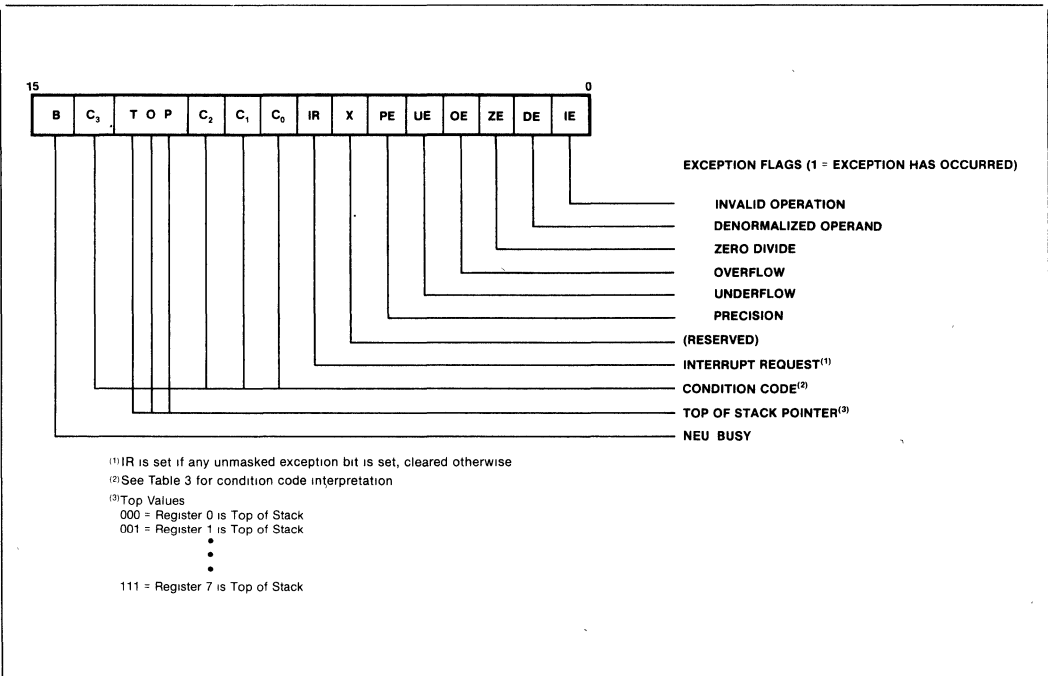 15 0
B C₃ T O P C₂ C₁ C₀ IR X PE UE OE ZE DE IE
EXCEPTION FLAGS (1 = EXCEPTION HAS OCCURRED)
INVALID OPERATION
DENORMALIZED OPERAND
ZERO DIVIDE
OVERFLOW
UNDERFLOW
PRECISION
(RESERVED)
INTERRUPT REQUEST⁽¹⁾
CONDITION CODE⁽²⁾
TOP OF STACK POINTER⁽³⁾
NEU BUSY
⁽¹⁾IR is set if any unmasked exception bit is set, cleared otherwise
⁽²⁾See Table 3 for condition code interpretation
⁽³⁾Top Values
000 = Register 0 is Top of Stack
001 = Register 1 is Top of Stack
•
•
•
111 = Register 7 is Top of Stack